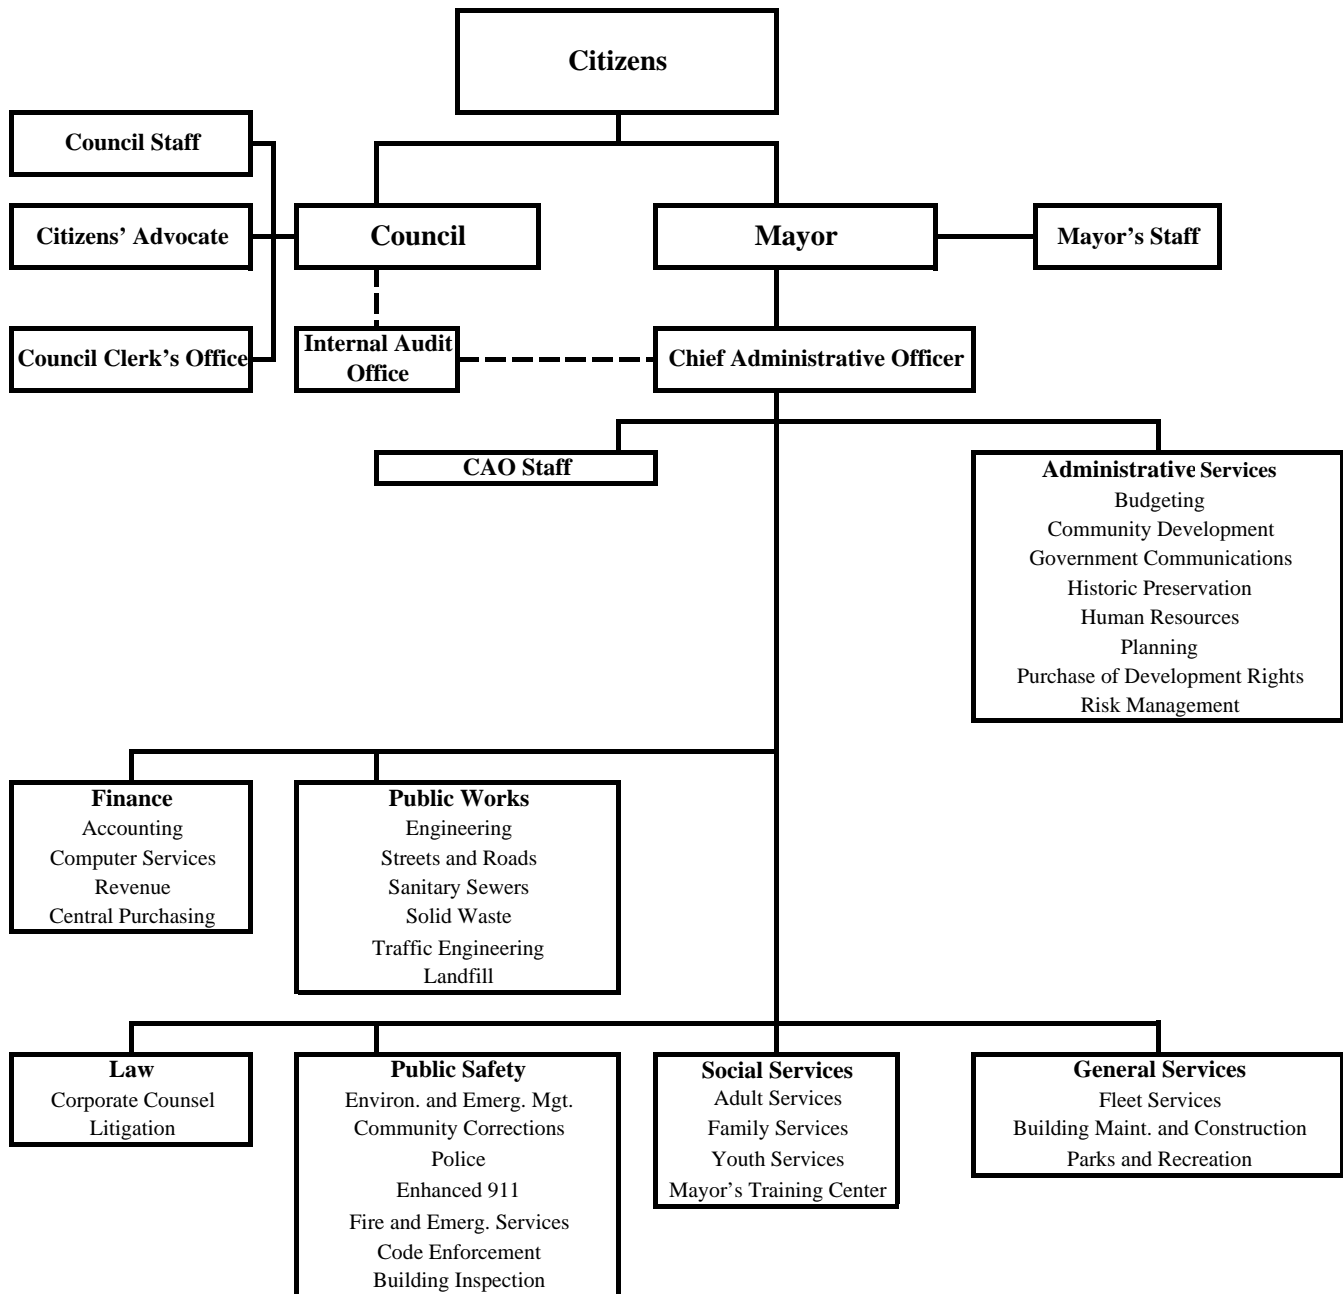 Citizens
Council Staff
Citizens’ Advocate
Council
Mayor
Mayor’s Staff
Council Clerk’s Office
Internal Audit
Office
Chief Administrative Officer
CAO Staff
Administrative Services
Budgeting
Community Development
Government Communications
Historic Preservation
Human Resources
Planning
Purchase of Development Rights
Risk Management
Finance
Accounting
Computer Services
Revenue
Central Purchasing
Public Works
Engineering
Streets and Roads
Sanitary Sewers
Solid Waste
Traffic Engineering
Landfill
Law
Corporate Counsel
Litigation
Public Safety
Environ. and Emerg. Mgt.
Community Corrections
Police
Enhanced 911
Fire and Emerg. Services
Code Enforcement
Building Inspection
Social Services
Adult Services
Family Services
Youth Services
Mayor’s Training Center
General Services
Fleet Services
Building Maint. and Construction
Parks and Recreation